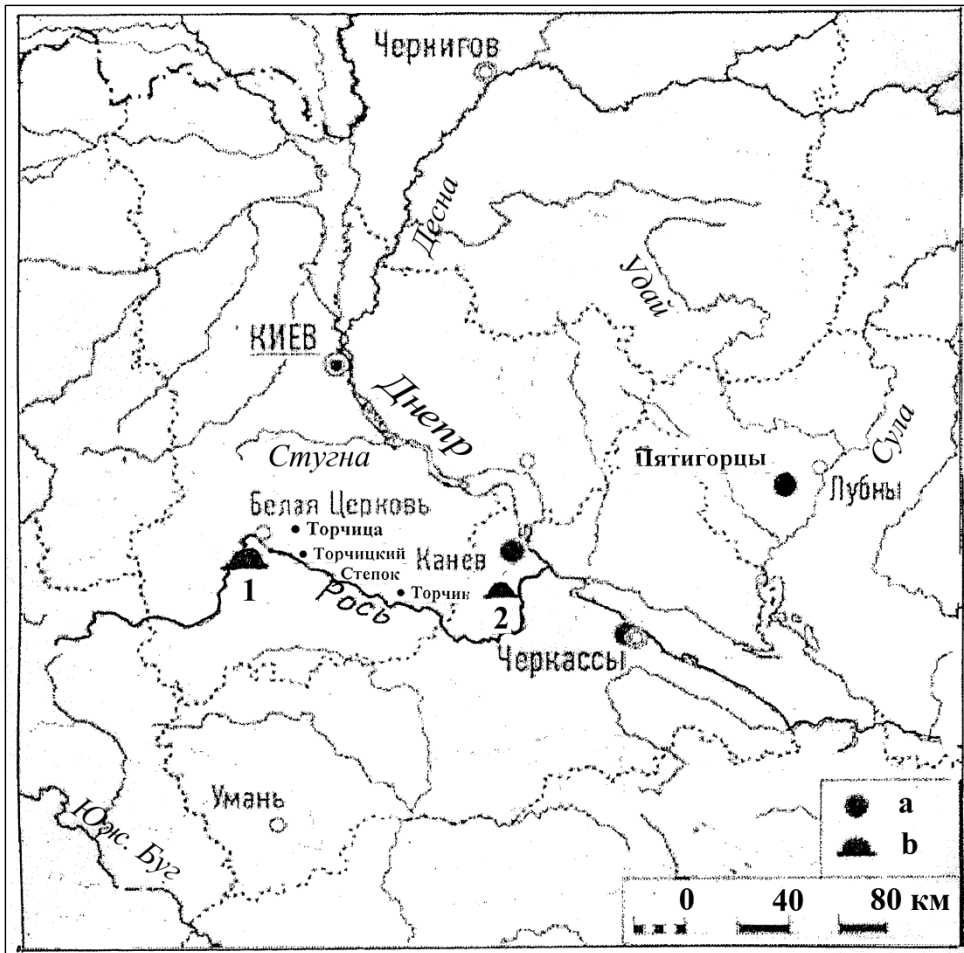 Чернигов
Десна
Удай
КИЕВ
Днепр
Сула
Стугна
Пятигорцы
Лубны
Белая Церковь
Торчица
Торчицкий
Степок
Канев
Торчик
Рось
1
2
Черкассы
Умань
Юж. Буг
a
b
0 40 80 км